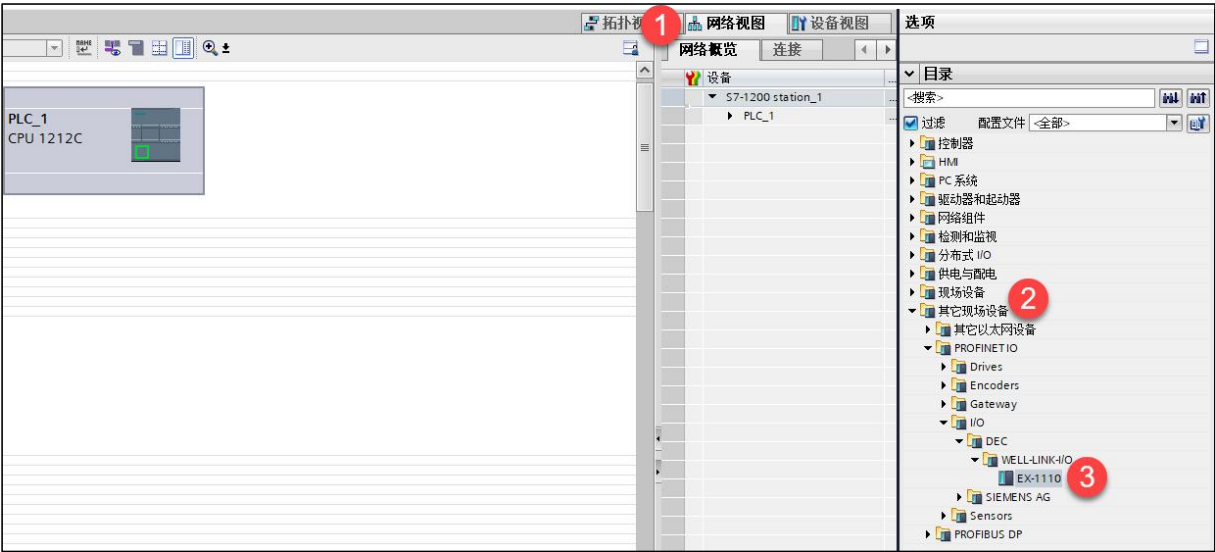 拓扑视
1
网络视图
设备视图
选项
网络概览
连接
目录
设备
<搜索>
S7-1200 station_1
...
PLC_1
CPU 1212C
PLC_1
...
过滤
配置文件
<全部>
控制器
HMI
PC 系统
驱动器和起动器
网络组件
检测和监视
分布式 I/O
供电与配电
现场设备
2
其它现场设备
其它以太网设备
PROFINET IO
Drives
Encoders
Gateway
I/O
DEC
WELL-LINK-I/O
EX-1110
3
SIEMENS AG
Sensors
PROFIBUS DP